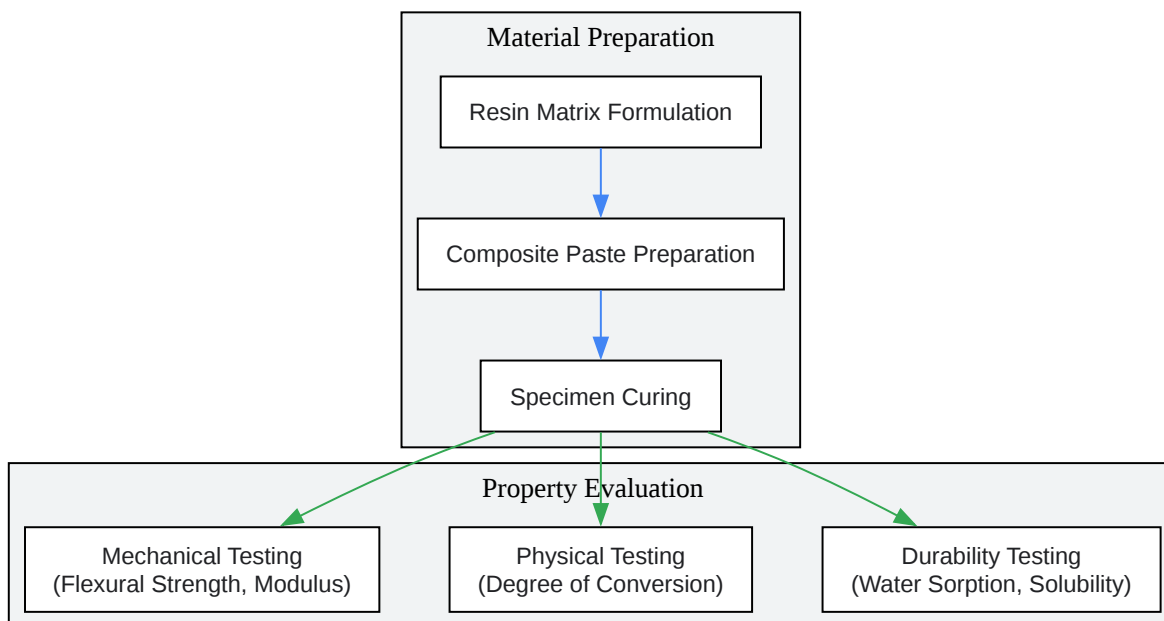 Material Preparation
Resin Matrix Formulation
Composite Paste Preparation
Specimen Curing
Property Evaluation
Mechanical Testing
(Flexural Strength, Modulus)
Physical Testing
(Degree of Conversion)
Durability Testing
(Water Sorption, Solubility)